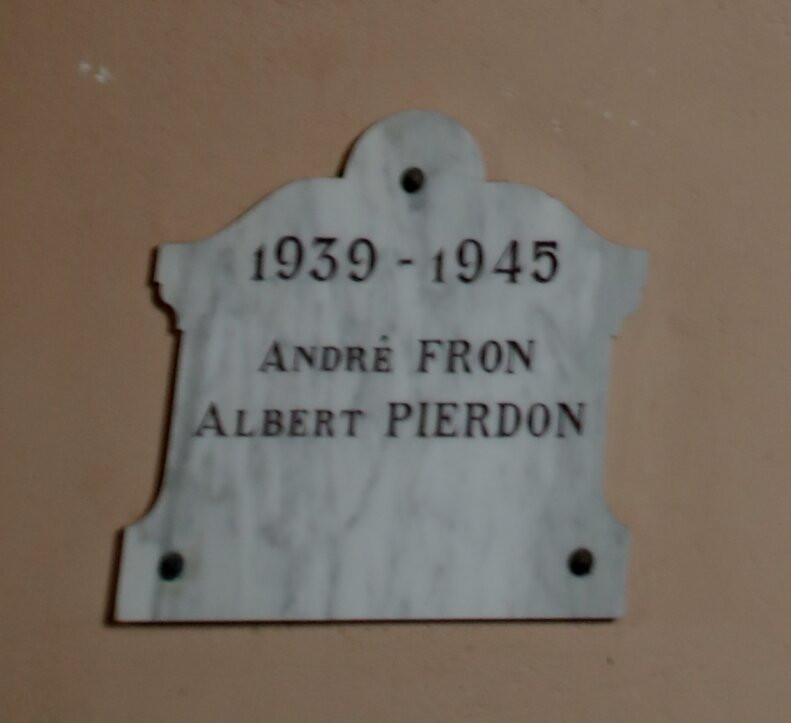 1939 - 1945
ANDRÉ FRON
ALBERT PIERDON